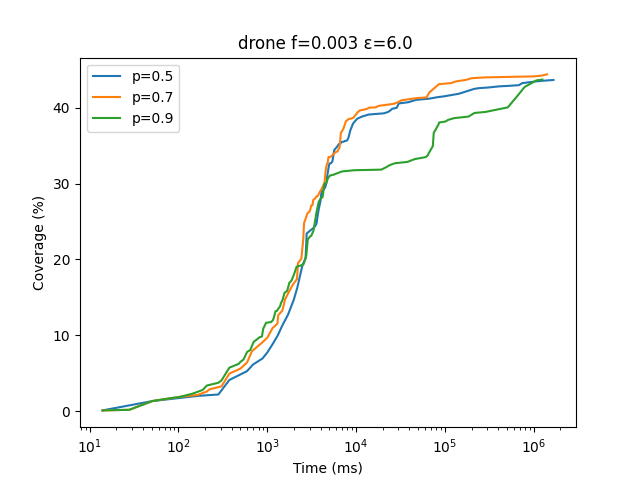 drone f=0.003 ε=6.0
p=0.5
p=0.7
p=0.9
Coverage (%)
40
30
20
10
0
10¹ 10² 10³ 10⁴ 10⁵ 10⁶
Time (ms)